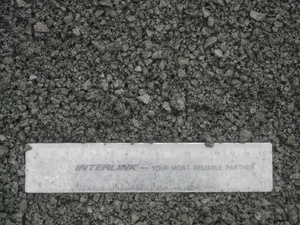 INTERLINK — YOUR MOST RELIABLE PARTNER